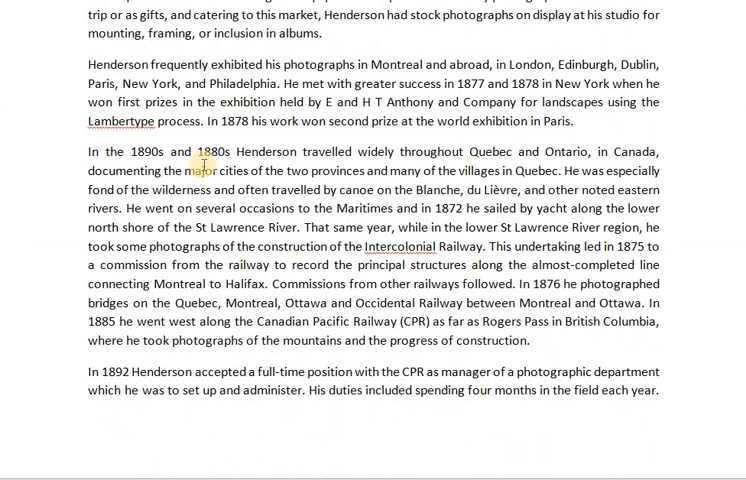 trip or as gifts, and catering to this market, Henderson had stock photographs on display at his studio for
mounting, framing, or inclusion in albums.
Henderson frequently exhibited his photographs in Montreal and abroad, in London, Edinburgh, Dublin,
Paris, New York, and Philadelphia. He met with greater success in 1877 and 1878 in New York when he
won first prizes in the exhibition held by E and H T Anthony and Company for landscapes using the
Lambertype process. In 1878 his work won second prize at the world exhibition in Paris.
In the 1890s and 1880s Henderson travelled widely throughout Quebec and Ontario, in Canada,
documenting the major cities of the two provinces and many of the villages in Quebec. He was especially
fond of the wilderness and often travelled by canoe on the Blanche, du Lièvre, and other noted eastern
rivers. He went on several occasions to the Maritimes and in 1872 he sailed by yacht along the lower
north shore of the St Lawrence River. That same year, while in the lower St Lawrence River region, he
took some photographs of the construction of the Intercolonial Railway. This undertaking led in 1875 to
a commission from the railway to record the principal structures along the almost-completed line
connecting Montreal to Halifax. Commissions from other railways followed. In 1876 he photographed
bridges on the Quebec, Montreal, Ottawa and Occidental Railway between Montreal and Ottawa. In
1885 he went west along the Canadian Pacific Railway (CPR) as far as Rogers Pass in British Columbia,
where he took photographs of the mountains and the progress of construction.
In 1892 Henderson accepted a full-time position with the CPR as manager of a photographic department
which he was to set up and administer. His duties included spending four months in the field each year.